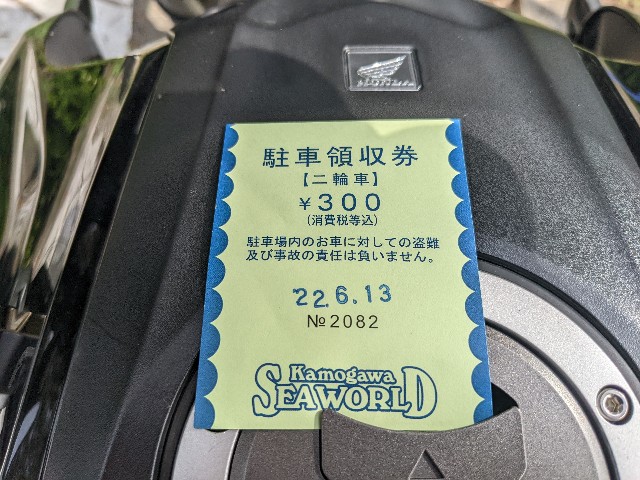 HONDA
駐車領収券
【二輪車】
¥300
(消費税等込)
駐車場内のお車に対しての盗難
及び事故の責任は負いません。
'22.6.13
№2082
Kamogawa
SEAWORLD